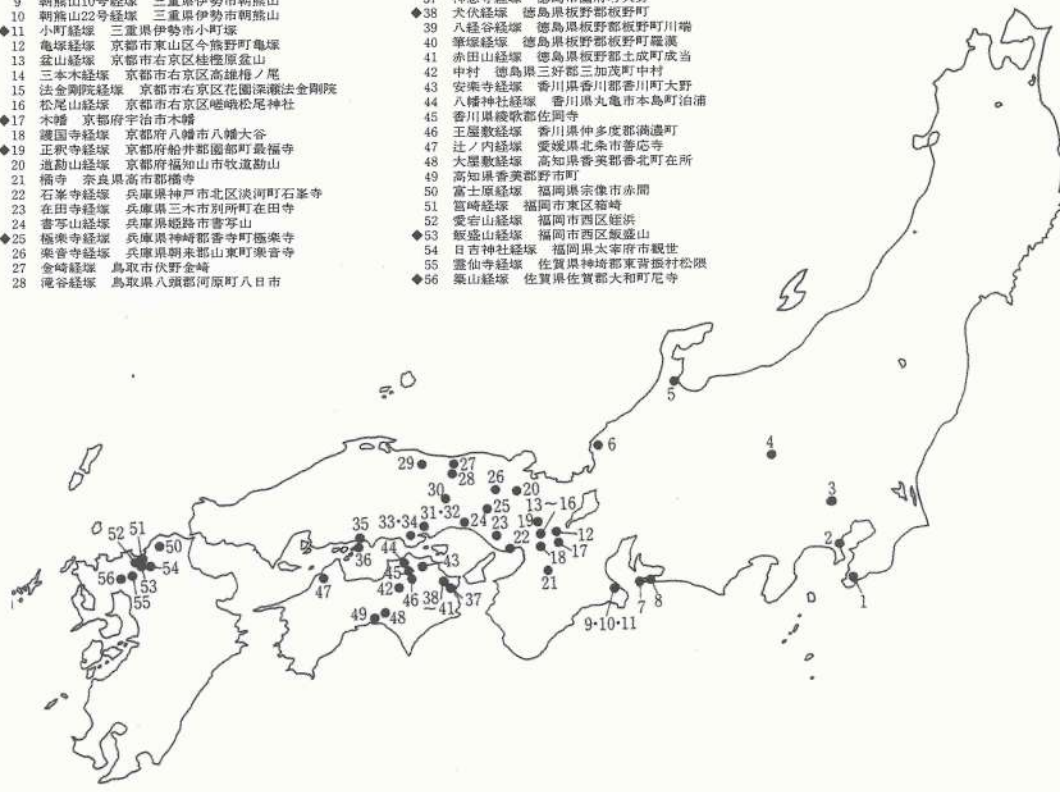 9 朝熊山10号経塚 三重県伊勢市朝熊山
10 朝熊山22号経塚 三重県伊勢市朝熊山
◆11 小町経塚 三重県伊勢市小町塚
12 亀塚経塚 京都市東山区今熊野町亀塚
13 盆山経塚 京都市右京区桂樫原盆山
14 三本木経塚 京都市右京区高雄栂ノ尾
15 法金剛院経塚 京都市右京区花園深瀬法金剛院
16 松尾山経塚 京都市右京区嵯峨松尾神社
◆17 木幡 京都府宇治市木幡
18 護国寺経塚 京都府八幡市八幡大谷
◆19 正釈寺経塚 京都府船井郡園部町最福寺
20 道勘山経塚 京都府福知山市牧道勘山
21 橘寺 奈良県高市郡橘寺
22 石峯寺経塚 兵庫県神戸市北区淡河町石峯寺
23 在田寺経塚 兵庫県三木市別所町在田寺
24 書写山経塚 兵庫県姫路市書写山
◆25 極楽寺経塚 兵庫県神崎郡香寺町極楽寺
26 楽音寺経塚 兵庫県朝来郡山東町楽音寺
27 金崎経塚 鳥取市伏野金崎
28 滝谷経塚 鳥取県八頭郡河原町八日市
◆38 犬伏経塚 徳島県板野郡板野町
39 八経谷経塚 徳島県板野郡板野町川端
40 筆塚経塚 徳島県板野郡板野町羅漢
41 赤田山経塚 徳島県板野郡土成町成当
42 中村 徳島県三好郡三加茂町中村
43 安楽寺経塚 香川県香川郡香川町大野
44 八幡神社経塚 香川県丸亀市本島町泊浦
45 香川県綾歌郡佐岡寺
46 王屋敷経塚 香川県仲多度郡満濃町
47 辻ノ内経塚 愛媛県北条市善応寺
48 大屋敷経塚 高知県香美郡香北町在所
49 高知県香美郡野市町
50 富士原経塚 福岡県宗像市赤間
51 筥崎経塚 福岡市東区箱崎
52 愛宕山経塚 福岡市西区姪浜
◆53 飯盛山経塚 福岡市西区飯盛山
54 日吉神社経塚 福岡県太宰府市観世
55 霊仙寺経塚 佐賀県神埼郡東背振村松隈
◆56 築山経塚 佐賀県佐賀郡大和町尼寺
5
6
4
29
27
28
26
20
3
30
25
13〜16
31・32
33・34
24
23
19
12
35
52
51
50
2
22
17
18
44
43
36
54
56
53
45
21
1
47
42
46
38〜41
37
7
8
55
49
48
9・10・11